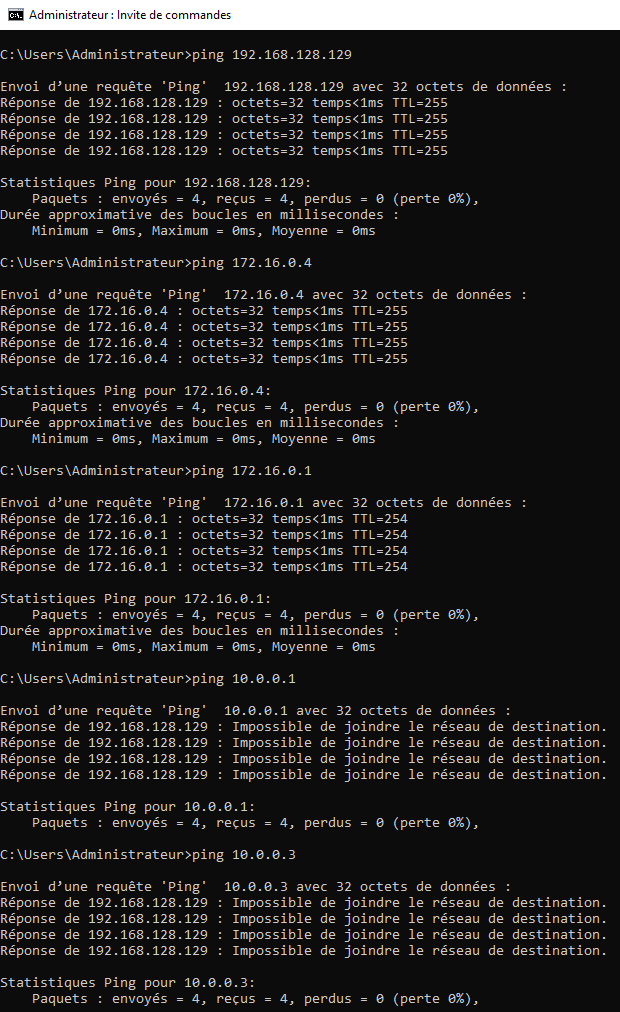 Administrateur : Invite de commandes
C:\Users\Administrateur>ping 192.168.128.129
Envoi d’une requête 'Ping'  192.168.128.129 avec 32 octets de données :
Réponse de 192.168.128.129 : octets=32 temps<1ms TTL=255
Réponse de 192.168.128.129 : octets=32 temps<1ms TTL=255
Réponse de 192.168.128.129 : octets=32 temps<1ms TTL=255
Réponse de 192.168.128.129 : octets=32 temps<1ms TTL=255
Statistiques Ping pour 192.168.128.129:
    Paquets : envoyés = 4, reçus = 4, perdus = 0 (perte 0%),
Durée approximative des boucles en millisecondes :
    Minimum = 0ms, Maximum = 0ms, Moyenne = 0ms
C:\Users\Administrateur>ping 172.16.0.4
Envoi d’une requête 'Ping'  172.16.0.4 avec 32 octets de données :
Réponse de 172.16.0.4 : octets=32 temps<1ms TTL=255
Réponse de 172.16.0.4 : octets=32 temps<1ms TTL=255
Réponse de 172.16.0.4 : octets=32 temps<1ms TTL=255
Réponse de 172.16.0.4 : octets=32 temps<1ms TTL=255
Statistiques Ping pour 172.16.0.4:
    Paquets : envoyés = 4, reçus = 4, perdus = 0 (perte 0%),
Durée approximative des boucles en millisecondes :
    Minimum = 0ms, Maximum = 0ms, Moyenne = 0ms
C:\Users\Administrateur>ping 172.16.0.1
Envoi d’une requête 'Ping'  172.16.0.1 avec 32 octets de données :
Réponse de 172.16.0.1 : octets=32 temps<1ms TTL=254
Réponse de 172.16.0.1 : octets=32 temps<1ms TTL=254
Réponse de 172.16.0.1 : octets=32 temps<1ms TTL=254
Réponse de 172.16.0.1 : octets=32 temps<1ms TTL=254
Statistiques Ping pour 172.16.0.1:
    Paquets : envoyés = 4, reçus = 4, perdus = 0 (perte 0%),
Durée approximative des boucles en millisecondes :
    Minimum = 0ms, Maximum = 0ms, Moyenne = 0ms
C:\Users\Administrateur>ping 10.0.0.1
Envoi d’une requête 'Ping'  10.0.0.1 avec 32 octets de données :
Réponse de 192.168.128.129 : Impossible de joindre le réseau de destination.
Réponse de 192.168.128.129 : Impossible de joindre le réseau de destination.
Réponse de 192.168.128.129 : Impossible de joindre le réseau de destination.
Réponse de 192.168.128.129 : Impossible de joindre le réseau de destination.
Statistiques Ping pour 10.0.0.1:
    Paquets : envoyés = 4, reçus = 4, perdus = 0 (perte 0%),
C:\Users\Administrateur>ping 10.0.0.3
Envoi d’une requête 'Ping'  10.0.0.3 avec 32 octets de données :
Réponse de 192.168.128.129 : Impossible de joindre le réseau de destination.
Réponse de 192.168.128.129 : Impossible de joindre le réseau de destination.
Réponse de 192.168.128.129 : Impossible de joindre le réseau de destination.
Réponse de 192.168.128.129 : Impossible de joindre le réseau de destination.
Statistiques Ping pour 10.0.0.3:
    Paquets : envoyés = 4, reçus = 4, perdus = 0 (perte 0%),